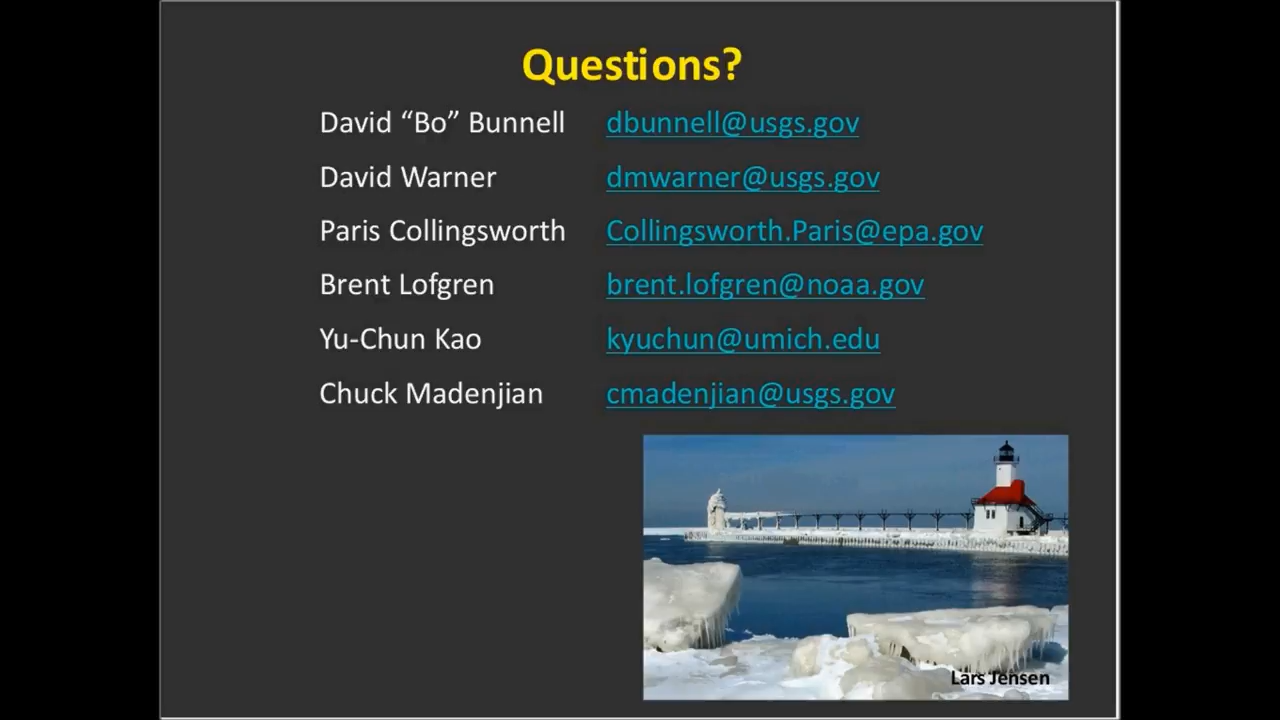 Questions?
David “Bo” Bunnell dbunnell@usgs.gov
David Warner dmwarner@usgs.gov
Paris Collingsworth Collingsworth.Paris@epa.gov
Brent Lofgren brent.lofgren@noaa.gov
Yu-Chun Kao kyuchun@umich.edu
Chuck Madenjian cmadenjian@usgs.gov
Lars Jensen